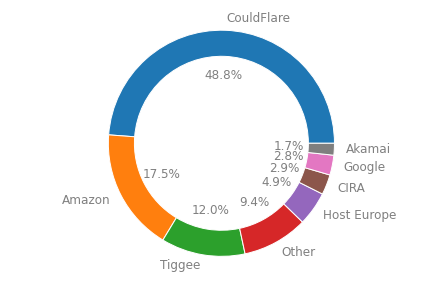 CouldFlare
48.8%
Amazon
17.5%
Tiggee
12.0%
Other
9.4%
Host Europe
4.9%
CIRA
2.9%
Google
2.8%
Akamai
1.7%